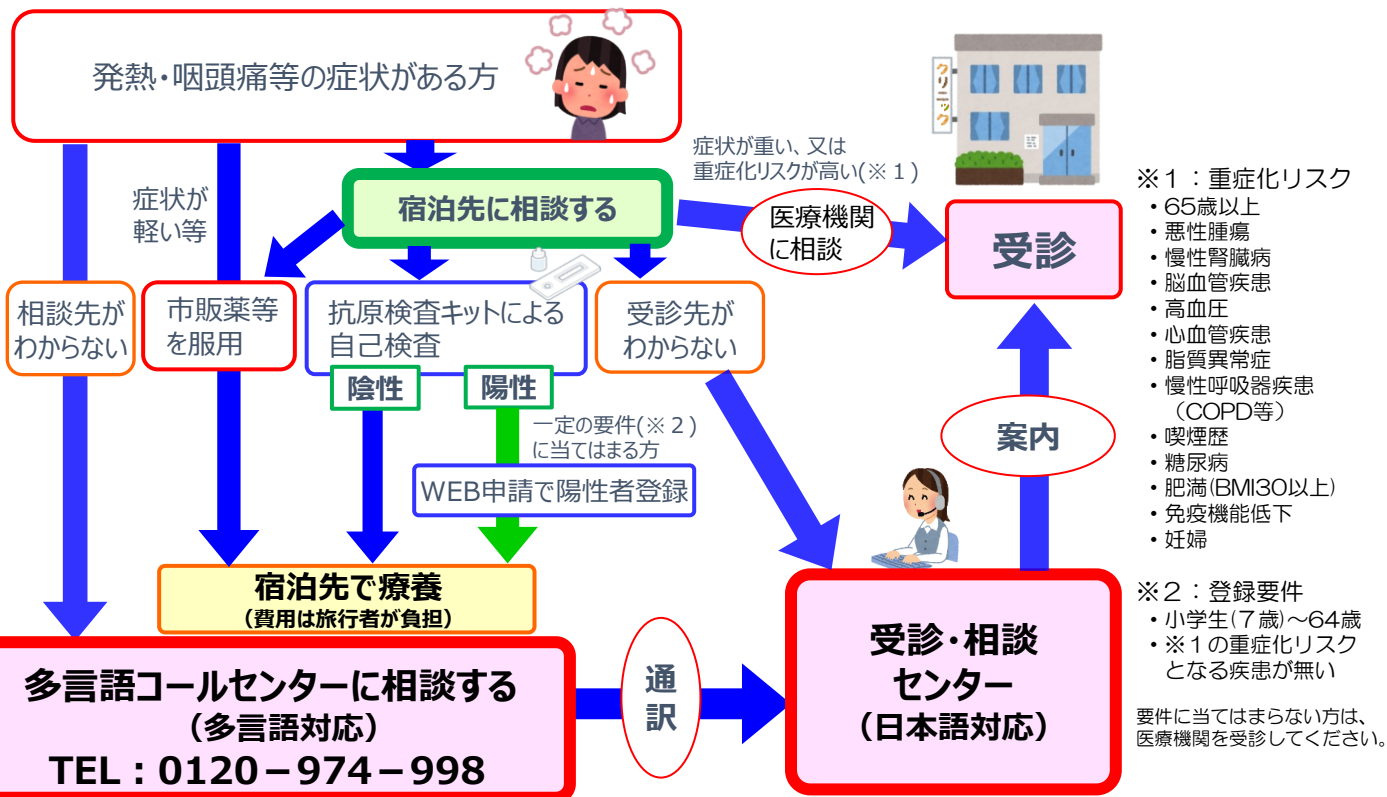 発熱・咽頭痛等の症状がある方
クリニック
症状が
軽い等
宿泊先に相談する
症状が重い、又は
重症化リスクが高い(※１)
医療機関
に相談
受診
相談先が
わからない
市販薬等
を服用
抗原検査キットによる
自己検査
陰性
陽性
受診先が
わからない
一定の要件(※２)
に当てはまる方
WEB申請で陽性者登録
案内
宿泊先で療養
（費用は旅行者が負担）
多言語コールセンターに相談する
（多言語対応）
TEL：0120－974－998
通
訳
受診・相談
センター
（日本語対応）
※１：重症化リスク
・65歳以上
・悪性腫瘍
・慢性腎臓病
・脳血管疾患
・高血圧
・心血管疾患
・脂質異常症
・慢性呼吸器疾患
（COPD等）
・喫煙歴
・糖尿病
・肥満(BMI30以上)
・免疫機能低下
・妊婦
※２：登録要件
・小学生(７歳)～64歳
・※１の重症化リスク
となる疾患が無い
要件に当てはまらない方は、
医療機関を受診してください。